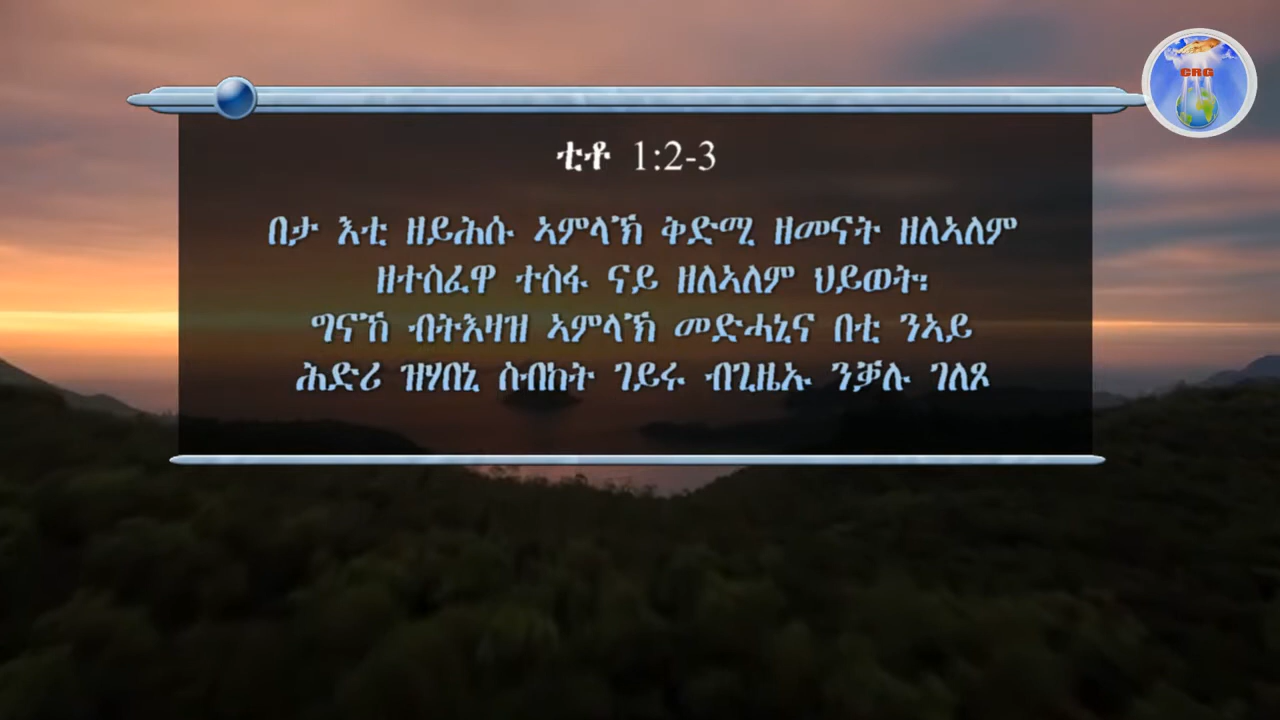 CRG
ቲቶ 1:2-3
በታ እቲ ዘይሕሱ ኣምላኽ ቅድሚ ዘመናት ዘለኣለም
ዘተስፈዋ ተስፋ ናይ ዘለኣለም ህይወት፡
ግናኸ ብትእዛዝ ኣምላኽ መድሓኒና በቲ ንኣይ
ሕድሪ ዝሃበኒ ስብከት ገይሩ ብጊዜኡ ንቓሉ ገለጾ